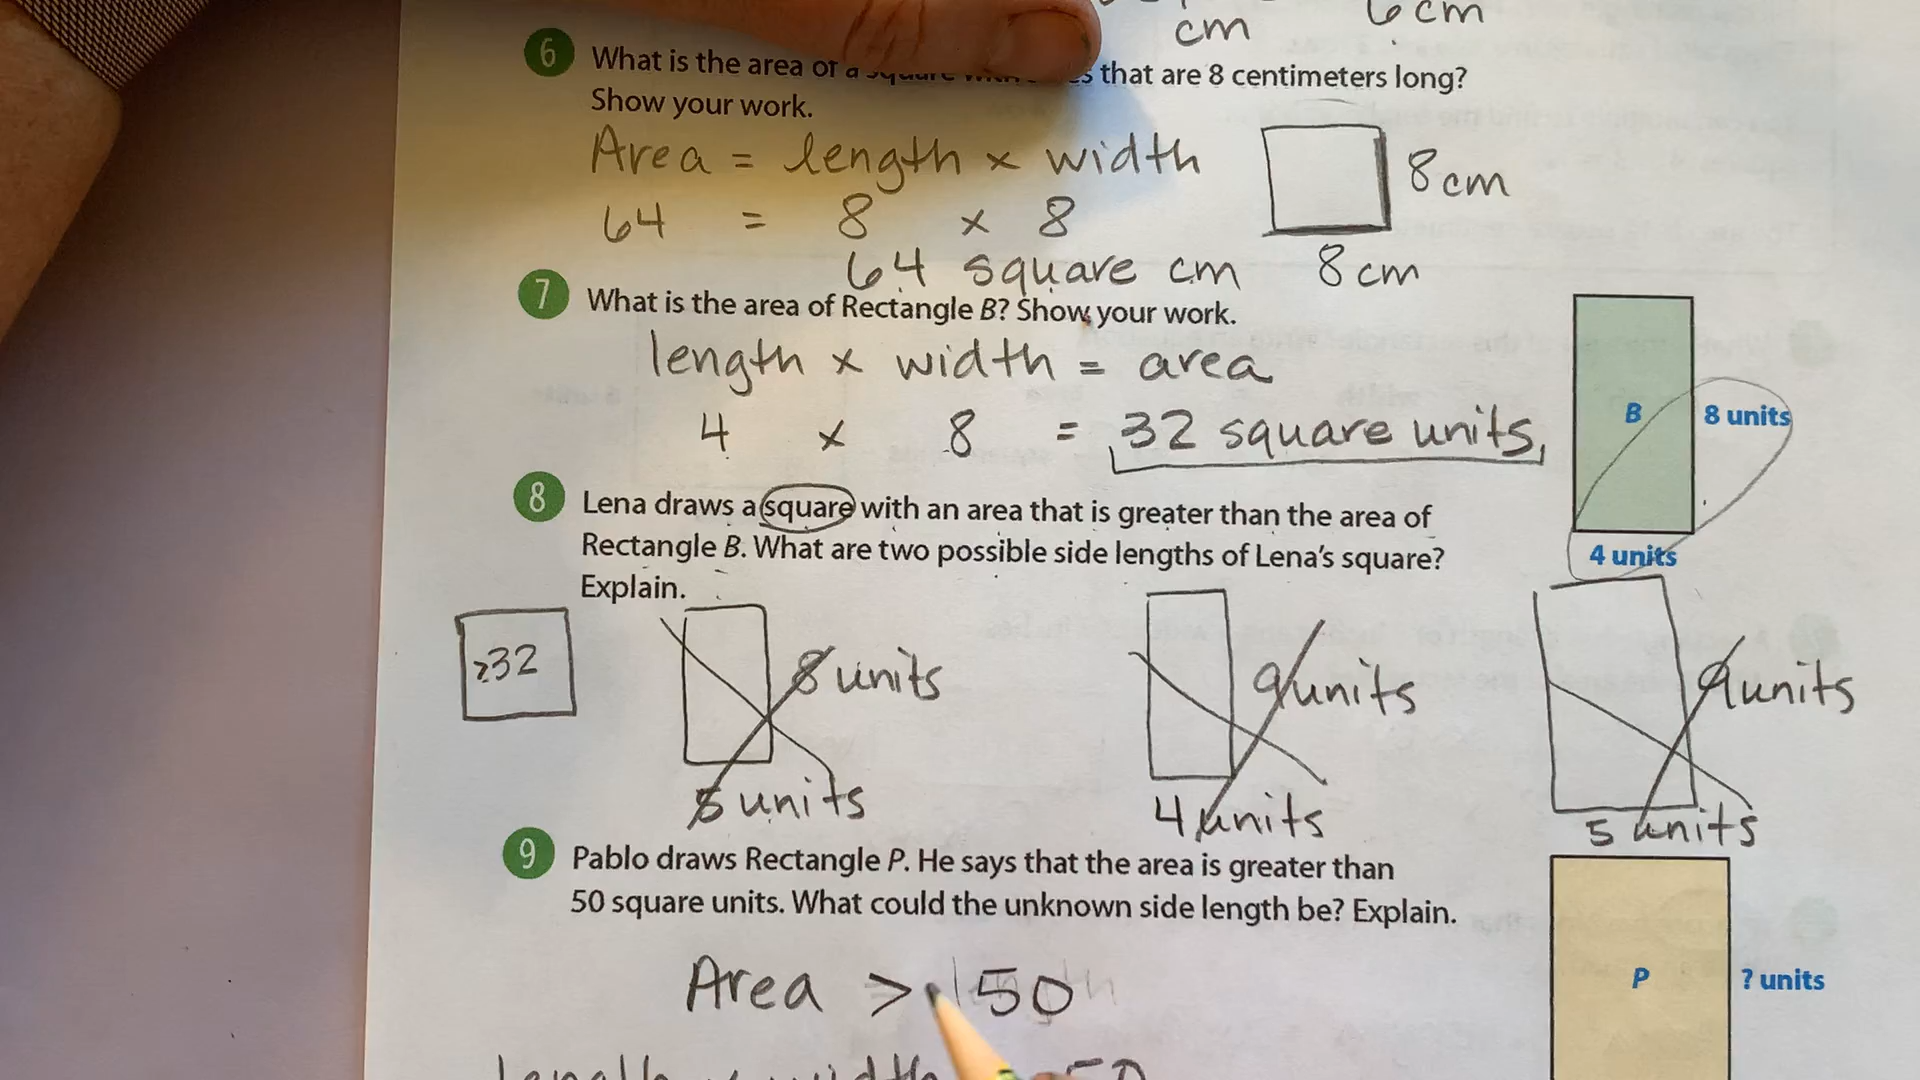 cm 6 cm
6 What is the area of a square that are 8 centimeters long?
Show your work.
Area = length x width
8 cm
64 = 8 x 8
64 square cm 8 cm
7 What is the area of Rectangle B? Show your work.
length x width = area
B 8 units
4 x 8 = 32 square units
8 Lena draws a square with an area that is greater than the area of
Rectangle B. What are two possible side lengths of Lena's square?
4 units
Explain.
>32 8 units 9 units 9 units
5 units 4 units 5 units
9 Pablo draws Rectangle P. He says that the area is greater than
50 square units. What could the unknown side length be? Explain.
Area > 50
P ? units
length x width 50